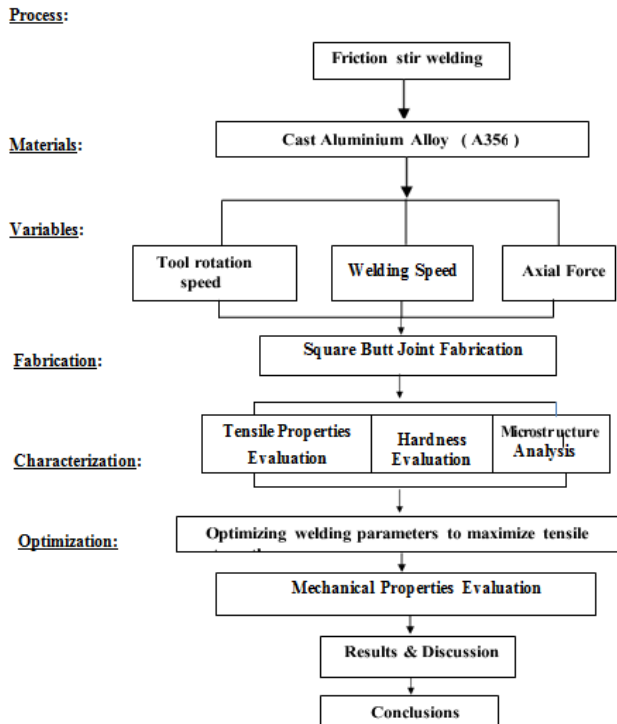 Process:
Friction stir welding
Materials:
Cast Aluminium Alloy ( A356 )
Variables:
Tool rotation
speed
Welding Speed
Axial Force
Fabrication:
Square Butt Joint Fabrication
Characterization:
Tensile Properties
Evaluation
Hardness
Evaluation
Microstructure
Analysis
Optimization:
Optimizing welding parameters to maximize tensile
Mechanical Properties Evaluation
Results & Discussion
Conclusions